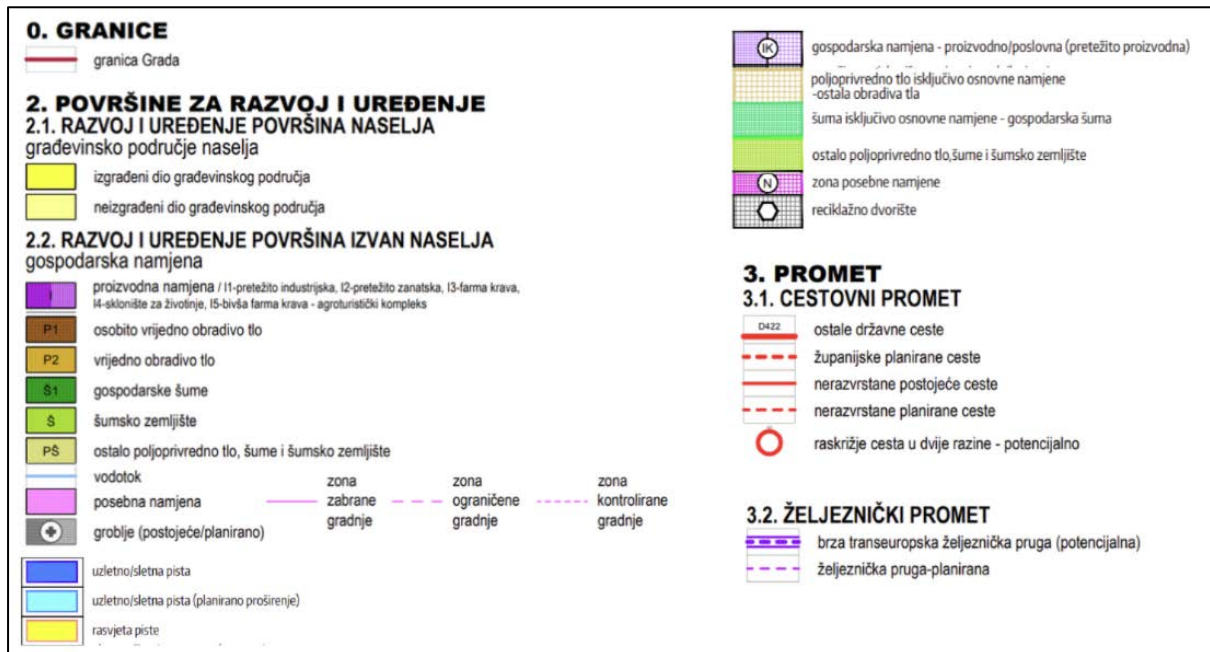 0. GRANICE
granica Grada
2. POVRŠINE ZA RAZVOJ I UREĐENJE
2.1. RAZVOJ I UREĐENJE POVRŠINA NASELJA
građevinsko područje naselja
izgrađeni dio građevinskog područja
neizgrađeni dio građevinskog područja
2.2. RAZVOJ I UREĐENJE POVRŠINA IZVAN NASELJA
gospodarska namjena
I proizvodna namjena / I1-pretežito industrijska, I2-pretežito zanatska, I3-farma krava,
I4-sklonište za životinje, I5-bivša farma krava - agroturistički kompleks
P1 osobito vrijedno obradivo tlo
P2 vrijedno obradivo tlo
Š1 gospodarske šume
Š šumsko zemljište
PŠ ostalo poljoprivredno tlo, šume i šumsko zemljište
vodotok
posebna namjena
zona
zabrane
gradnje
zona
ograničene
gradnje
zona
kontrolirane
gradnje
groblje (postojeće/planirano)
uzletno/sletna pista
uzletno/sletna pista (planirano proširenje)
rasvjeta piste
IK gospodarska namjena - proizvodno/poslovna (pretežito proizvodna)
poljoprivredno tlo isključivo osnovne namjene
-ostala obradiva tla
šuma isključivo osnovne namjene - gospodarska šuma
ostalo poljoprivredno tlo,šume i šumsko zemljište
N zona posebne namjene
reciklažno dvorište
3. PROMET
3.1. CESTOVNI PROMET
D422 ostale državne ceste
županijske planirane ceste
nerazvrstane postojeće ceste
nerazvrstane planirane ceste
raskrižje cesta u dvije razine - potencijalno
3.2. ŽELJEZNIČKI PROMET
brza transeuropska željeznička pruga (potencijalna)
željeznička pruga-planirana